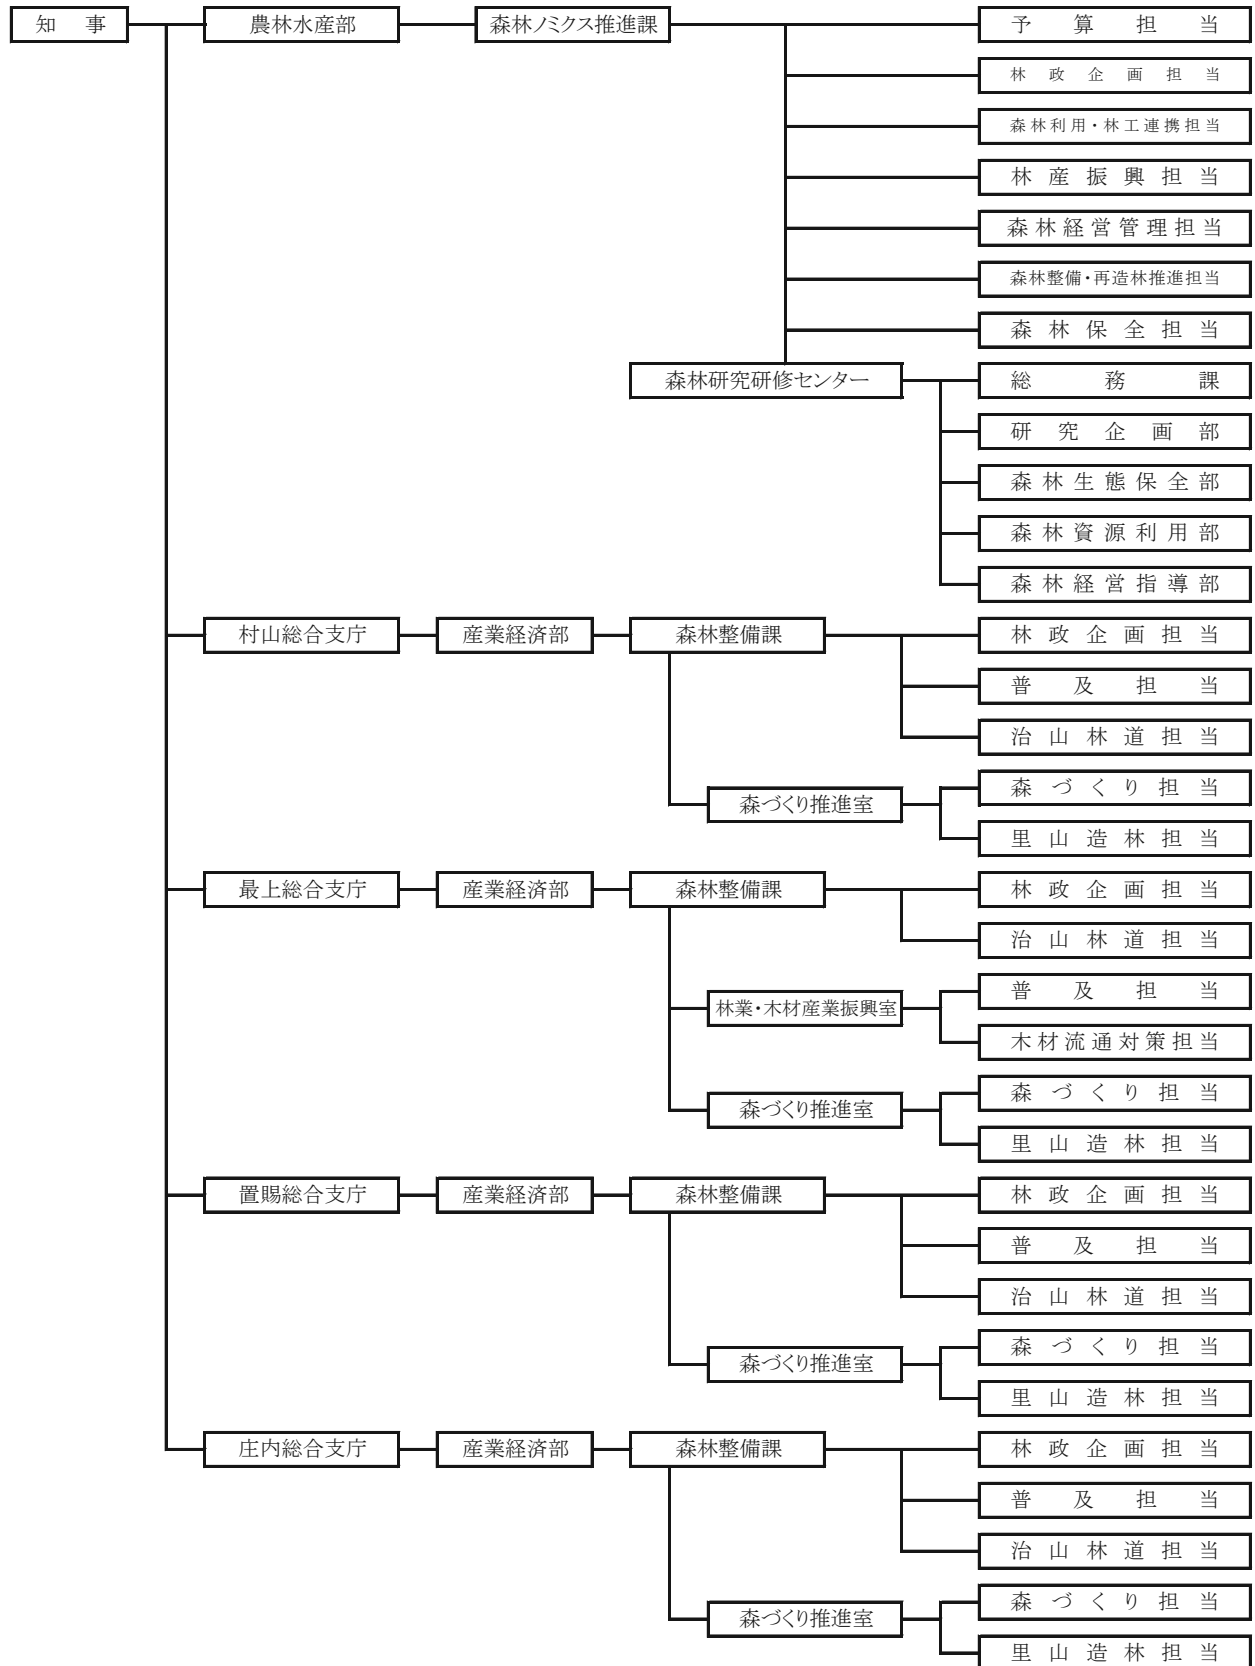 知事 農林水産部 森林ノミクス推進課 予算担当
林政企画担当
森林利用・林工連携担当
林産振興担当
森林経営管理担当
森林整備・再造林推進担当
森林保全担当
森林研究研修センター 総務課
研究企画部
森林生態保全部
森林資源利用部
森林経営指導部
村山総合支庁 産業経済部 森林整備課 林政企画担当
普及担当
治山林道担当
森づくり担当
森づくり推進室
里山造林担当
最上総合支庁 産業経済部 森林整備課 林政企画担当
治山林道担当
普及担当
林業・木材産業振興室
木材流通対策担当
森づくり担当
森づくり推進室
里山造林担当
置賜総合支庁 産業経済部 森林整備課 林政企画担当
普及担当
治山林道担当
森づくり担当
森づくり推進室
里山造林担当
庄内総合支庁 産業経済部 森林整備課 林政企画担当
普及担当
治山林道担当
森づくり担当
森づくり推進室
里山造林担当